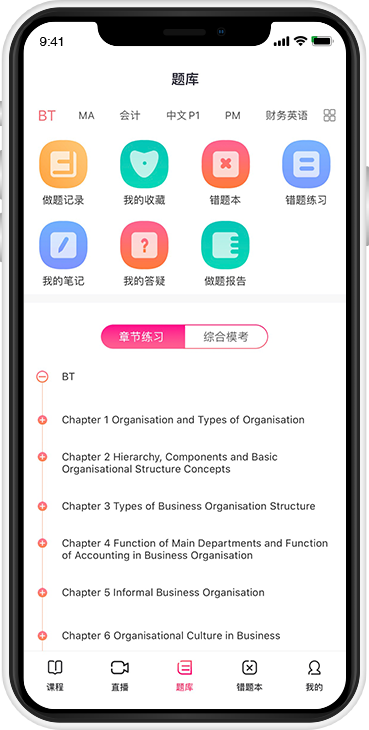 9:41
题库
BT MA 会计 中文P1 PM 财务英语
做题记录 我的收藏 错题本 错题练习
我的笔记 我的答疑 做题报告
章节练习 综合模考
BT
Chapter 1 Organisation and Types of Organisation
Chapter 2 Hierarchy, Components and Basic
Organisational Structure Concepts
Chapter 3 Types of Business Organisation Structure
Chapter 4 Function of Main Departments and Function
of Accounting in Business Organisation
Chapter 5 Informal Business Organisation
Chapter 6 Organisational Culture in Business
课程 直播 题库 错题本 我的